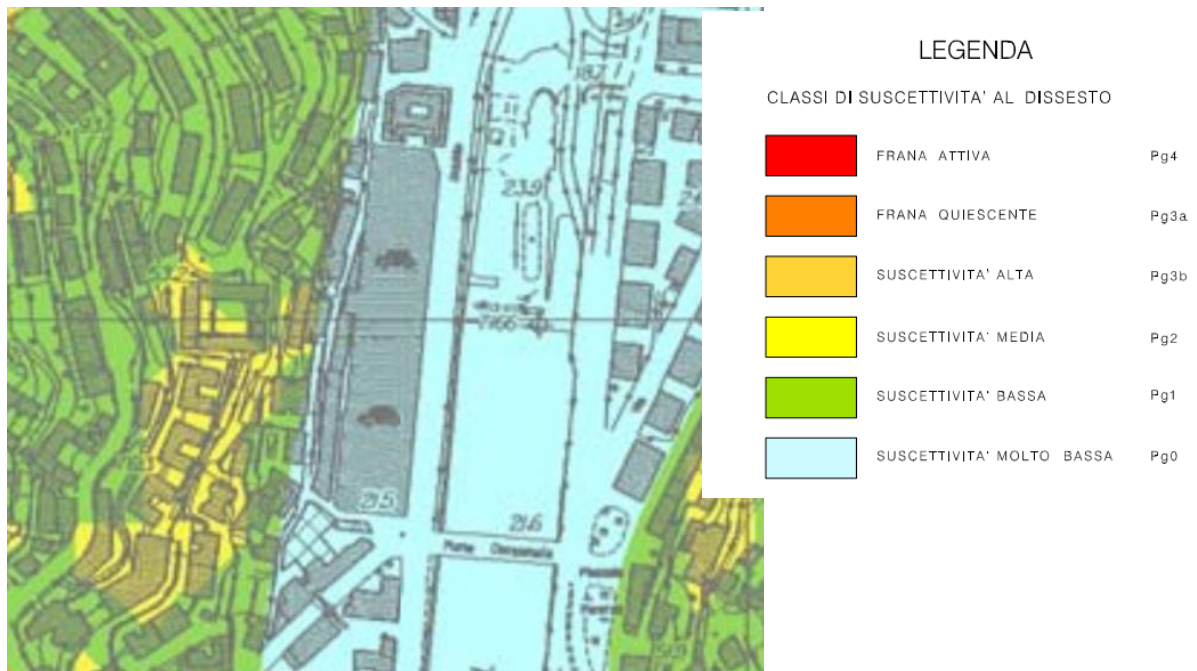 LEGENDA
CLASSI DI SUSCETTIVITA' AL DISSESTO
FRANA ATTIVA Pg4
FRANA QUIESCENTE Pg3a
SUSCETTIVITA' ALTA Pg3b
SUSCETTIVITA' MEDIA Pg2
SUSCETTIVITA' BASSA Pg1
SUSCETTIVITA' MOLTO BASSA Pg0
23.9
21.5
21.6